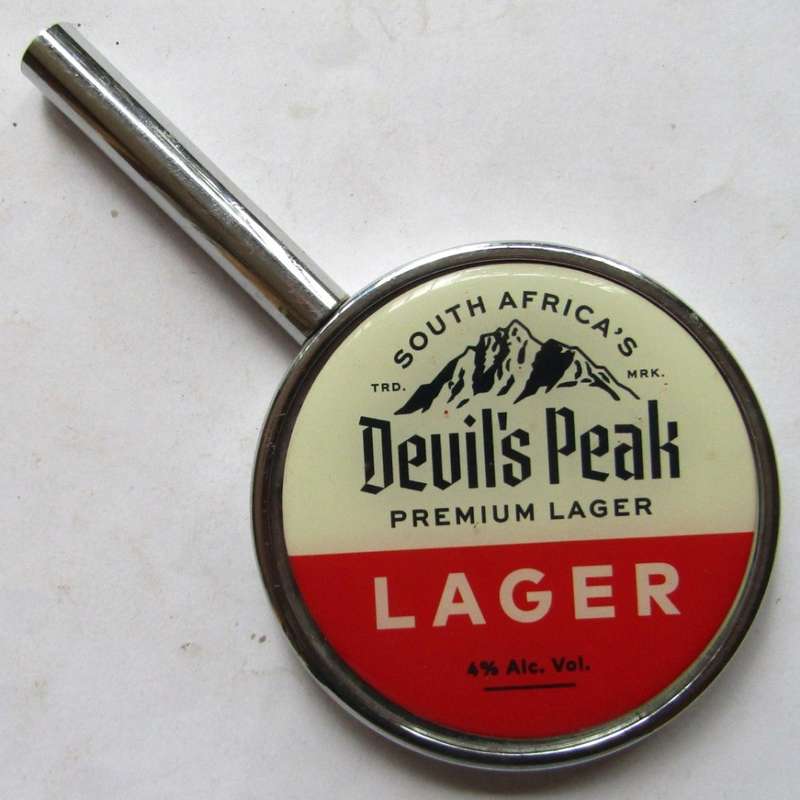 SOUTH AFRICA'S
TRD. MRK.
Devil's Peak
PREMIUM LAGER
LAGER
4% Alc. Vol.